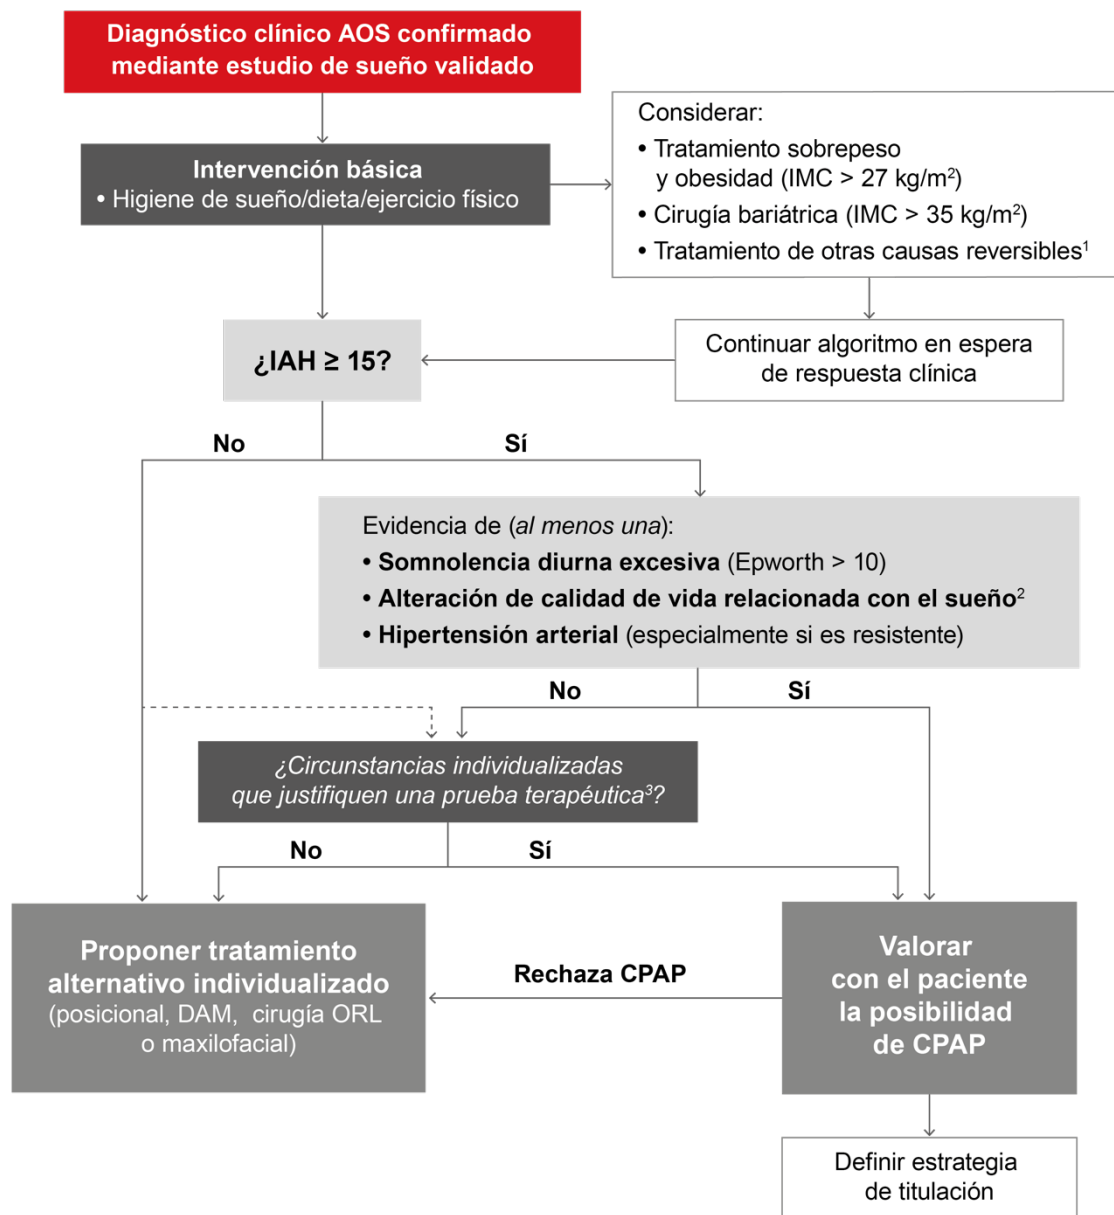 Diagnóstico clínico AOS confirmado
mediante estudio de sueño validado
Intervención básica
• Higiene de sueño/dieta/ejercicio físico
Considerar:
• Tratamiento sobrepeso
y obesidad (IMC > 27 kg/m²)
• Cirugía bariátrica (IMC > 35 kg/m²)
• Tratamiento de otras causas reversibles¹
Continuar algoritmo en espera
de respuesta clínica
¿IAH ≥ 15?
No
Sí
Evidencia de (al menos una):
• Somnolencia diurna excesiva (Epworth > 10)
• Alteración de calidad de vida relacionada con el sueño²
• Hipertensión arterial (especialmente si es resistente)
No
Sí
¿Circunstancias individualizadas
que justifiquen una prueba terapéutica³?
No
Sí
Proponer tratamiento
alternativo individualizado
(posicional, DAM, cirugía ORL
o maxilofacial)
Rechaza CPAP
Valorar
con el paciente
la posibilidad
de CPAP
Definir estrategia
de titulación